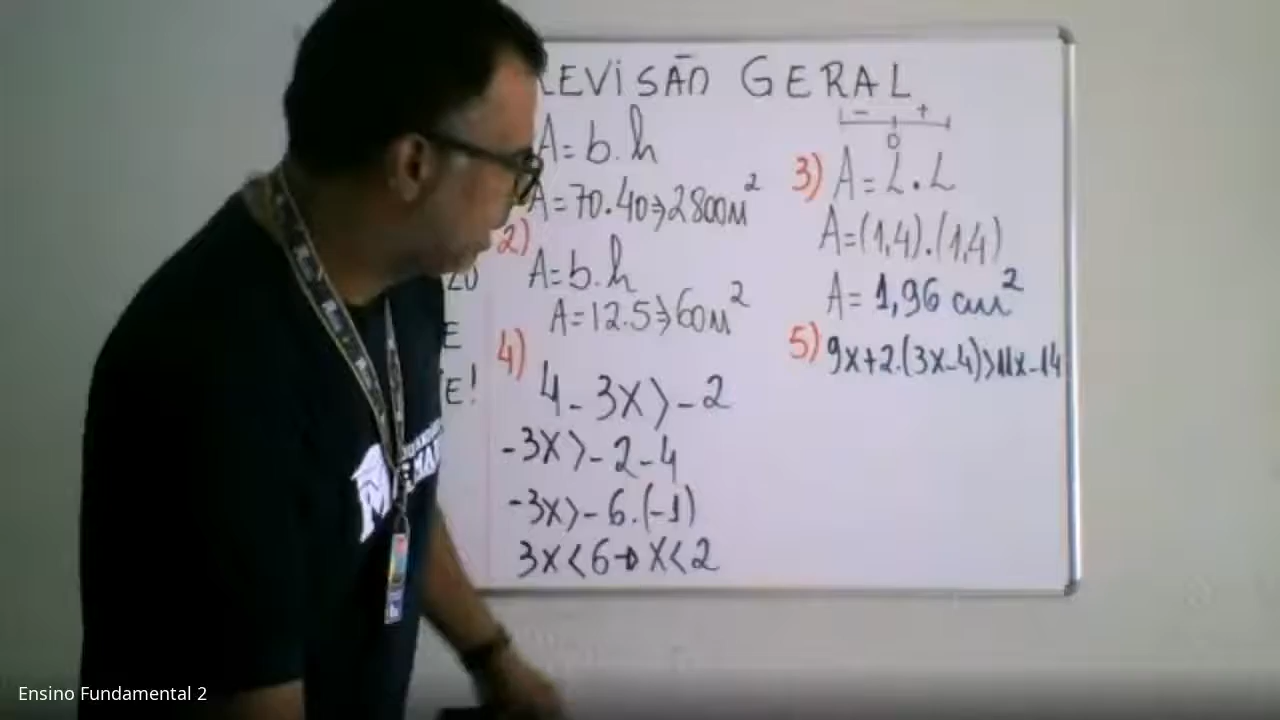 REVISÃO GERAL
A=b.h
A=70.40⇒2800m²
2)
A=b.h
A=12.5⇒60m²
4)
4-3x>-2
-3x>-2-4
-3x>-6.(-1)
3x<6→x<2
- +
0
3) A=L.L
A=(1,4).(1,4)
A=1,96 cm²
5) 9x+2.(3x-4)>11x-14
E
E!
Ensino Fundamental 2